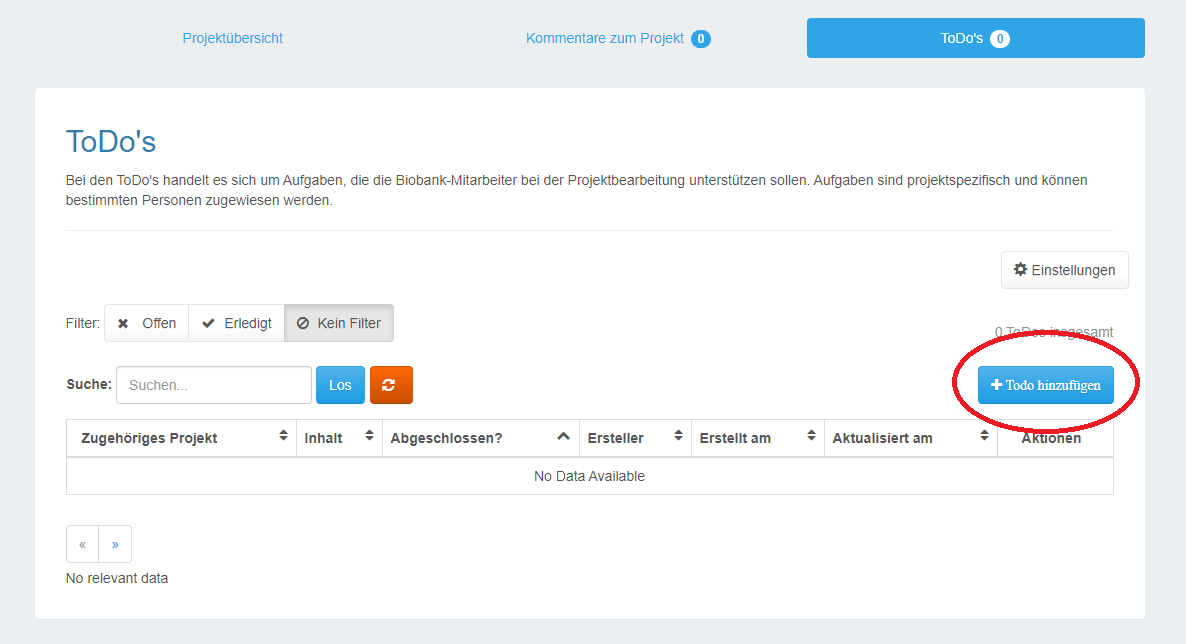 Projektübersicht
Kommentare zum Projekt 0
ToDo's 0
ToDo's
Bei den ToDo's handelt es sich um Aufgaben, die die Biobank-Mitarbeiter bei der Projektbearbeitung unterstützen sollen. Aufgaben sind projektspezifisch und können
bestimmten Personen zugewiesen werden.
Einstellungen
Filter: Offen Erledigt Kein Filter
0 ToDos insgesamt
Suche: Suchen... Los
Todo hinzufügen
Zugehöriges Projekt Inhalt Abgeschlossen? Ersteller Erstellt am Aktualisiert am Aktionen
No Data Available
« »
No relevant data